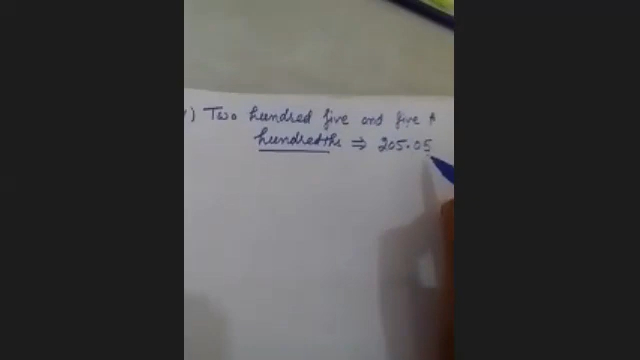 ) Two hundred five and five
hundredths ⇒ 205.05